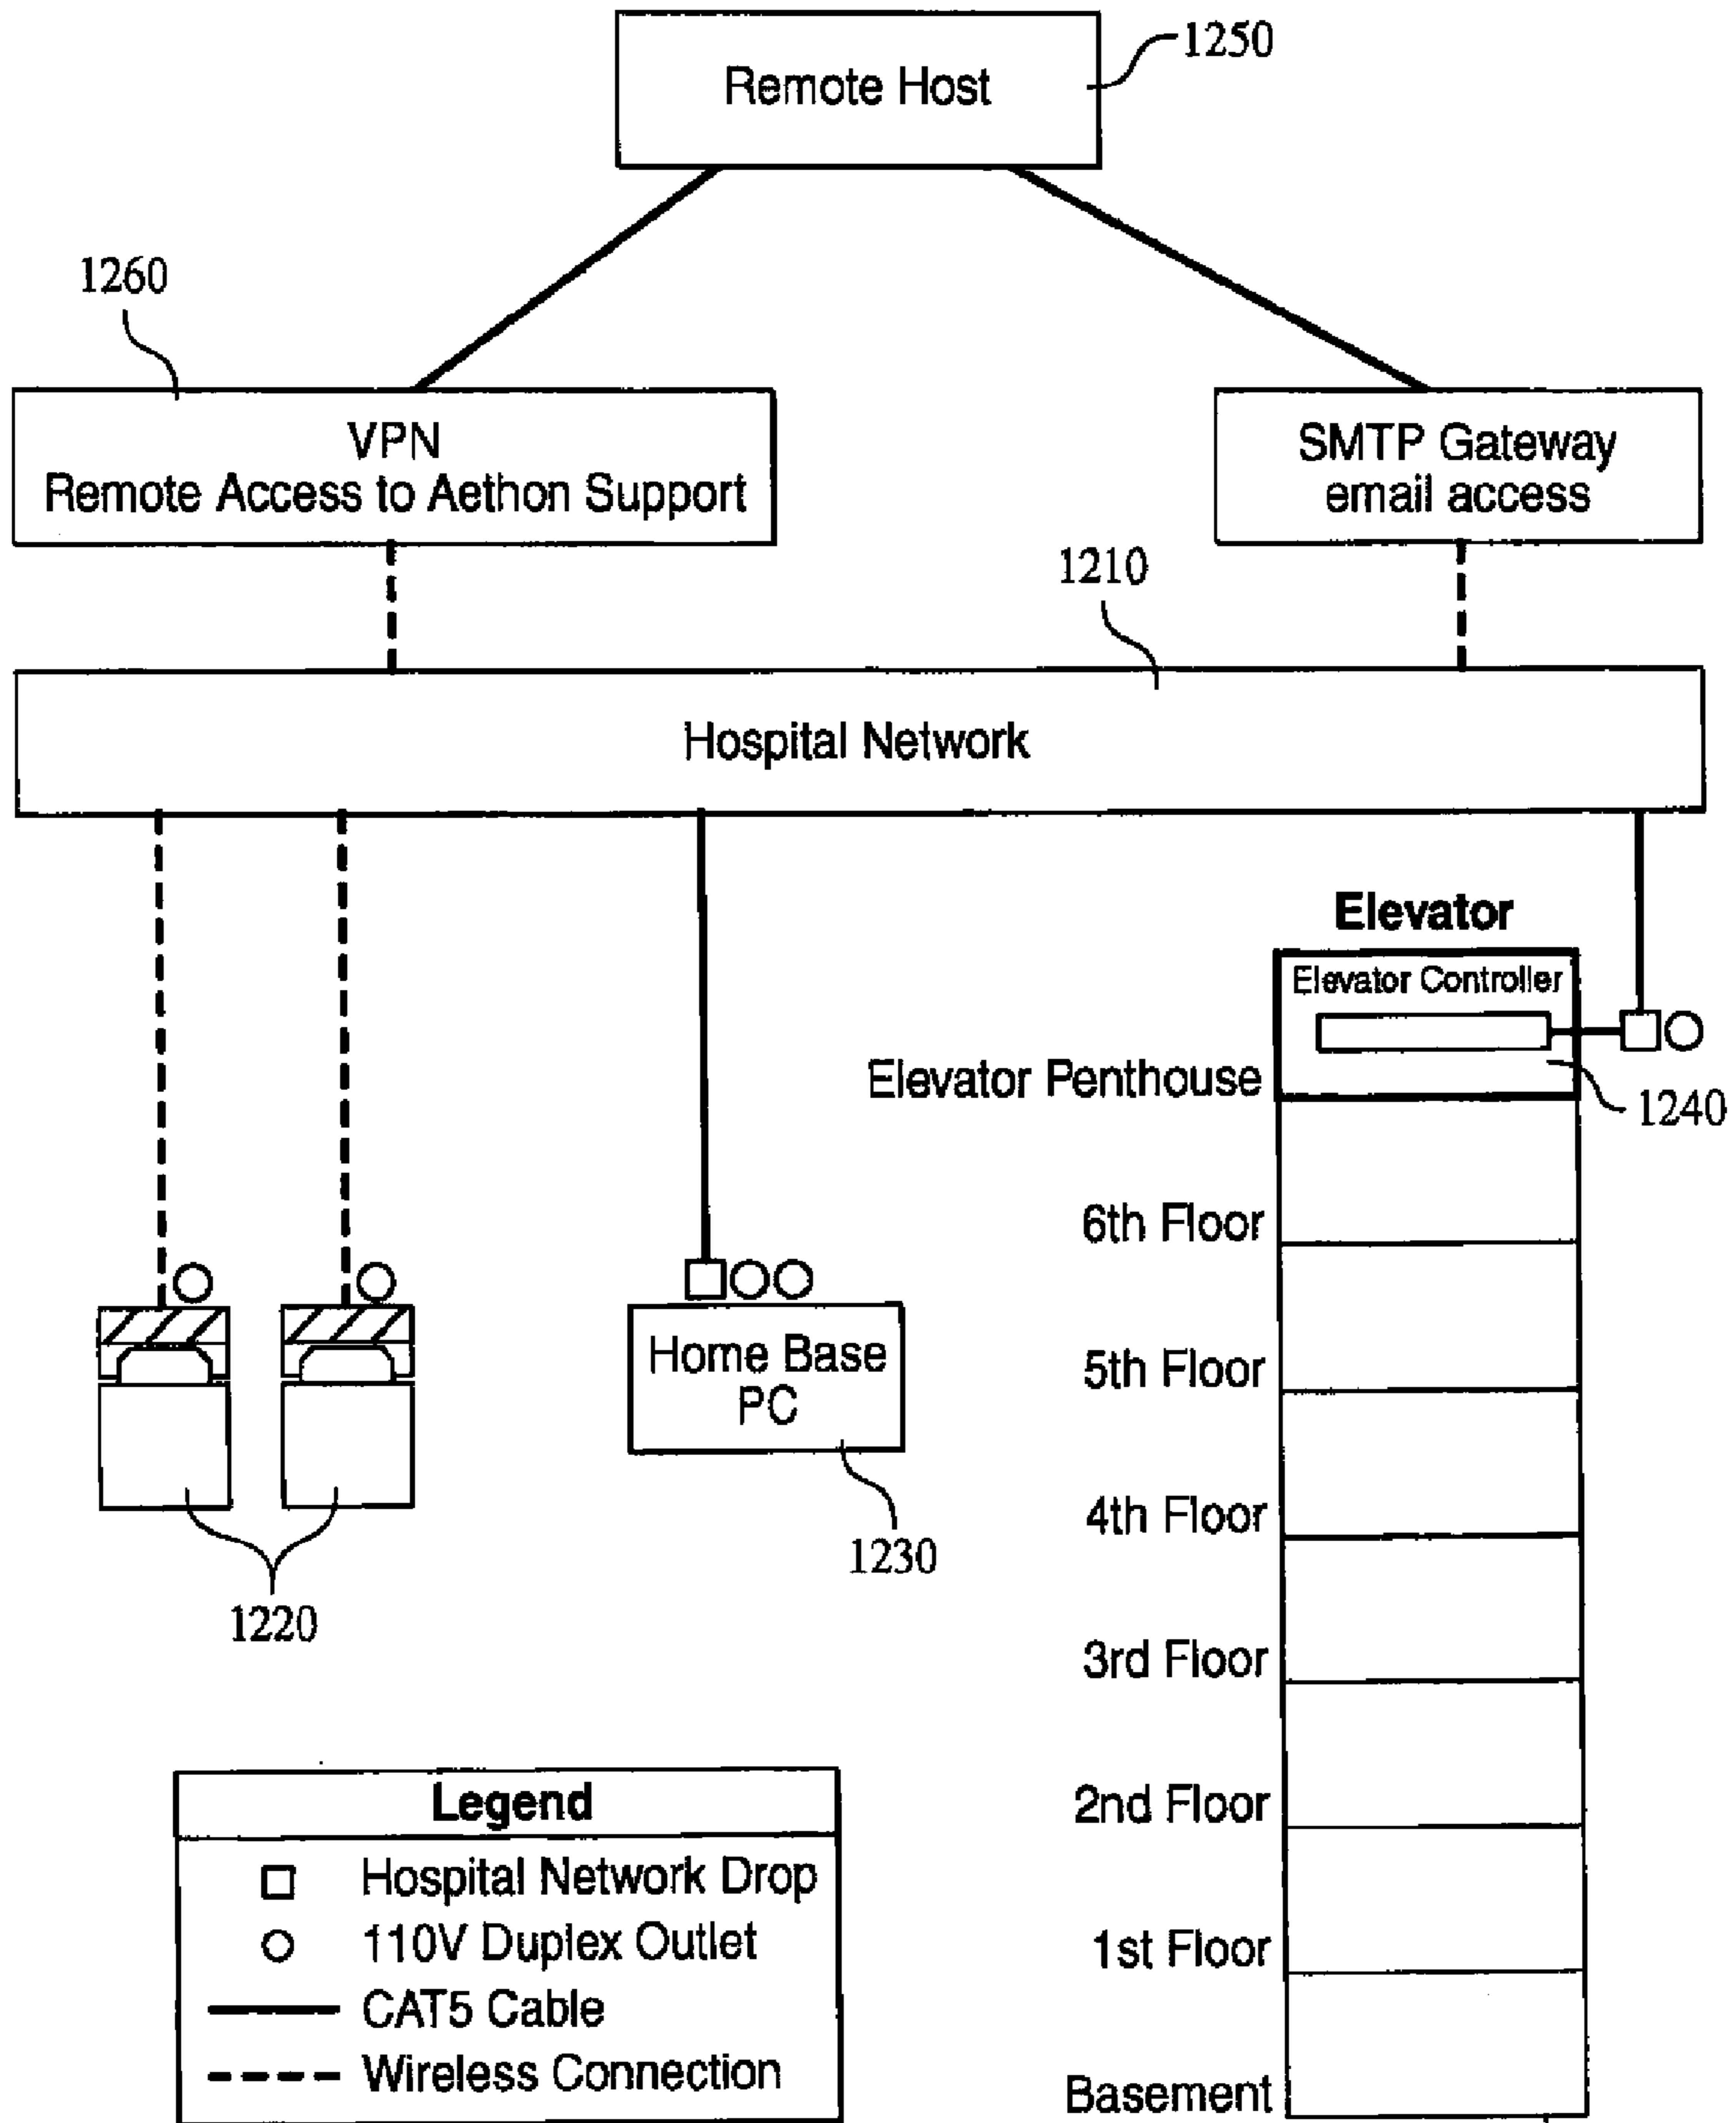 1250
Remote Host
1260
VPN
Remote Access to Aethon Support
SMTP Gateway
email access
1210
Hospital Network
Elevator
Elevator Controller
Elevator Penthouse
1240
6th Floor
5th Floor
4th Floor
3rd Floor
2nd Floor
1st Floor
Basement
Home Base
PC
1230
1220
Legend
Hospital Network Drop
110V Duplex Outlet
CAT5 Cable
Wireless Connection